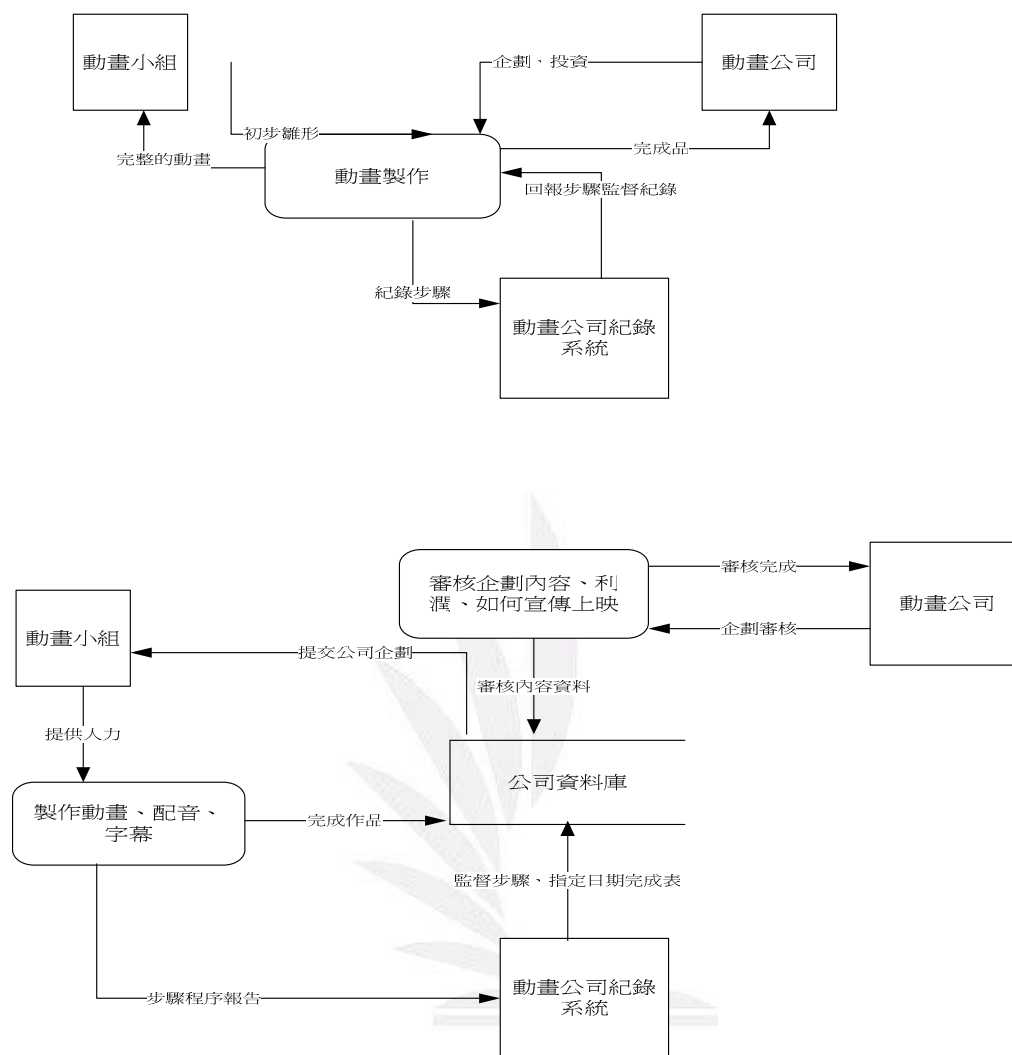 動畫小組
企劃、投資
動畫公司
初步雛形
完成品
完整的動畫
動畫製作
回報步驟監督紀錄
紀錄步驟
動畫公司紀錄
系統
審核企劃內容、利
潤、如何宣傳上映
審核完成
動畫公司
企劃審核
動畫小組
提交公司企劃
審核內容資料
提供人力
公司資料庫
製作動畫、配音、
字幕
完成作品
監督步驟、指定日期完成表
步驟程序報告
動畫公司紀錄
系統